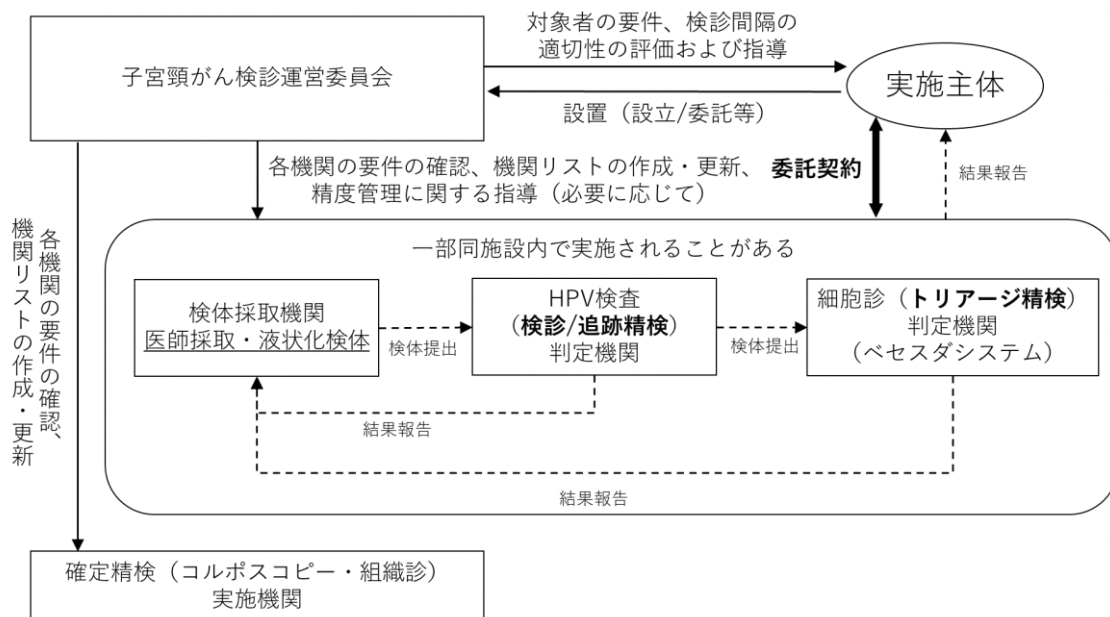 対象者の要件、検診間隔の
適切性の評価および指導
子宮頸がん検診運営委員会
実施主体
設置（設立/委託等）
各機関の要件の確認、機関リストの作成・更新、
精度管理に関する指導（必要に応じて）
委託契約
結果報告
各機関の要件の確認、
機関リストの作成・更新
一部同施設内で実施されることがある
検体採取機関
医師採取・液状化検体
検体提出
HPV検査
（検診/追跡精検）
判定機関
検体提出
細胞診（トリアージ精検）
判定機関
（ベセスダシステム）
結果報告
結果報告
確定精検（コルポスコピー・組織診）
実施機関